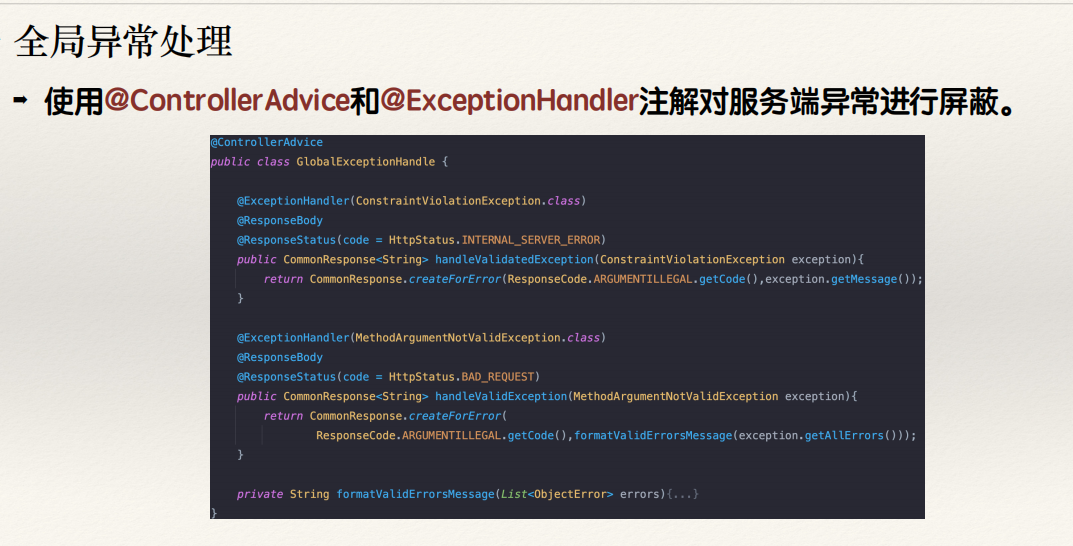 全局异常处理
➡ 使用@ControllerAdvice和@ExceptionHandler注解对服务端异常进行屏蔽。
@ControllerAdvice
public class GlobalExceptionHandle {
@ExceptionHandler(ConstraintViolationException.class)
@ResponseBody
@ResponseStatus(code = HttpStatus.INTERNAL_SERVER_ERROR)
public CommonResponse<String> handleValidatedException(ConstraintViolationException exception){
return CommonResponse.createForError(ResponseCode.ARGUMENTILLEGAL.getCode(),exception.getMessage());
}
@ExceptionHandler(MethodArgumentNotValidException.class)
@ResponseBody
@ResponseStatus(code = HttpStatus.BAD_REQUEST)
public CommonResponse<String> handleValidException(MethodArgumentNotValidException exception){
return CommonResponse.createForError(
ResponseCode.ARGUMENTILLEGAL.getCode(),formatValidErrorsMessage(exception.getAllErrors()));
}
private String formatValidErrorsMessage(List<ObjectError> errors){...}
}